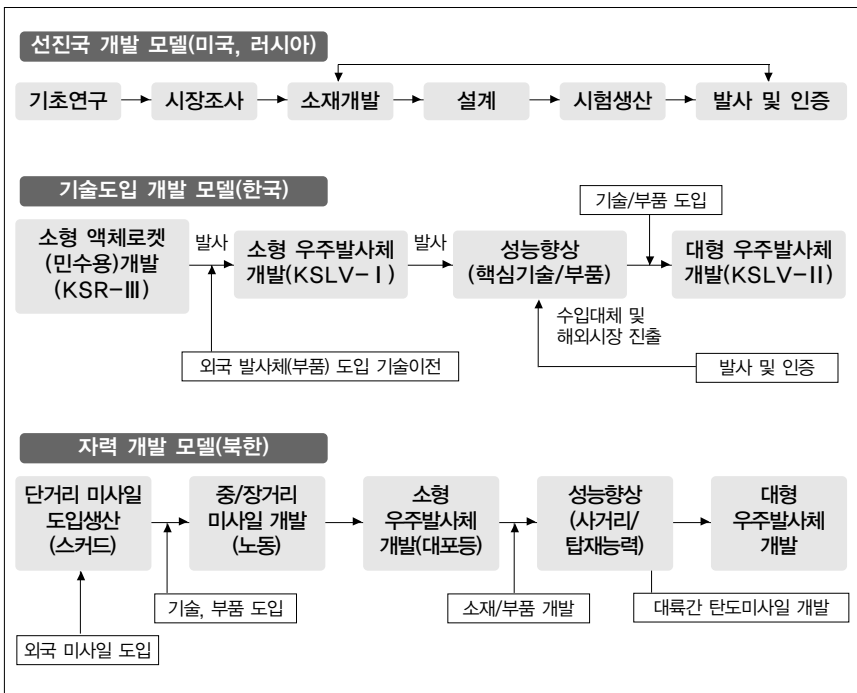 선진국 개발 모델(미국, 러시아)
기초연구
시장조사
소재개발
설계
시험생산
발사 및 인증
기술도입 개발 모델(한국)
기술/부품 도입
소형 액체로켓
(민수용)개발
(KSR-Ⅲ)
발사
소형 우주발사체
개발(KSLV-Ⅰ)
발사
성능향상
(핵심기술/부품)
대형 우주발사체
개발(KSLV-II)
수입대체 및
해외시장 진출
외국 발사체(부품) 도입 기술이전
발사 및 인증
자력 개발 모델(북한)
단거리 미사일
도입생산
(스커드)
중/장거리
미사일 개발
(노동)
소형
우주발사체
개발(대포등)
성능향상
(사거리/
탑재능력)
대형
우주발사체
개발
기술, 부품 도입
소재/부품 개발
대륙간 탄도미사일 개발
외국 미사일 도입